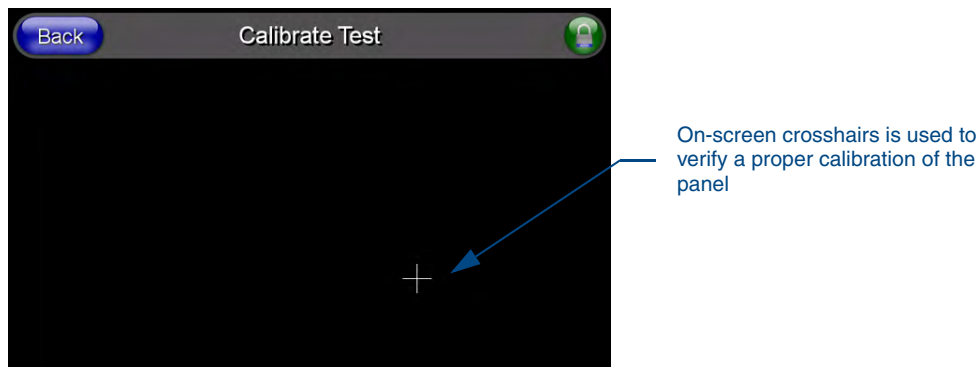 Back
Calibrate Test
On-screen crosshairs is used to
verify a proper calibration of the
panel